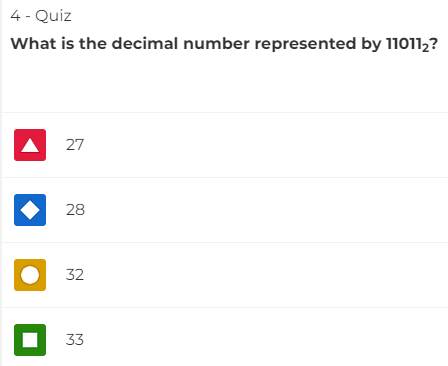 4 - Quiz
What is the decimal number represented by 11011₂?
27
28
32
33